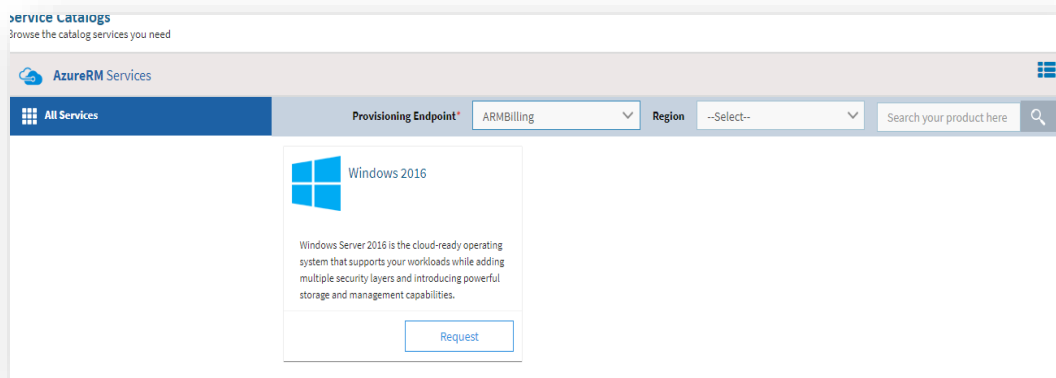 Service Catalogs
Browse the catalog services you need
AzureRM Services
All Services
Provisioning Endpoint* ARMBilling Region --Select-- Search your product here
Windows 2016
Windows Server 2016 is the cloud-ready operating
system that supports your workloads while adding
multiple security layers and introducing powerful
storage and management capabilities.
Request